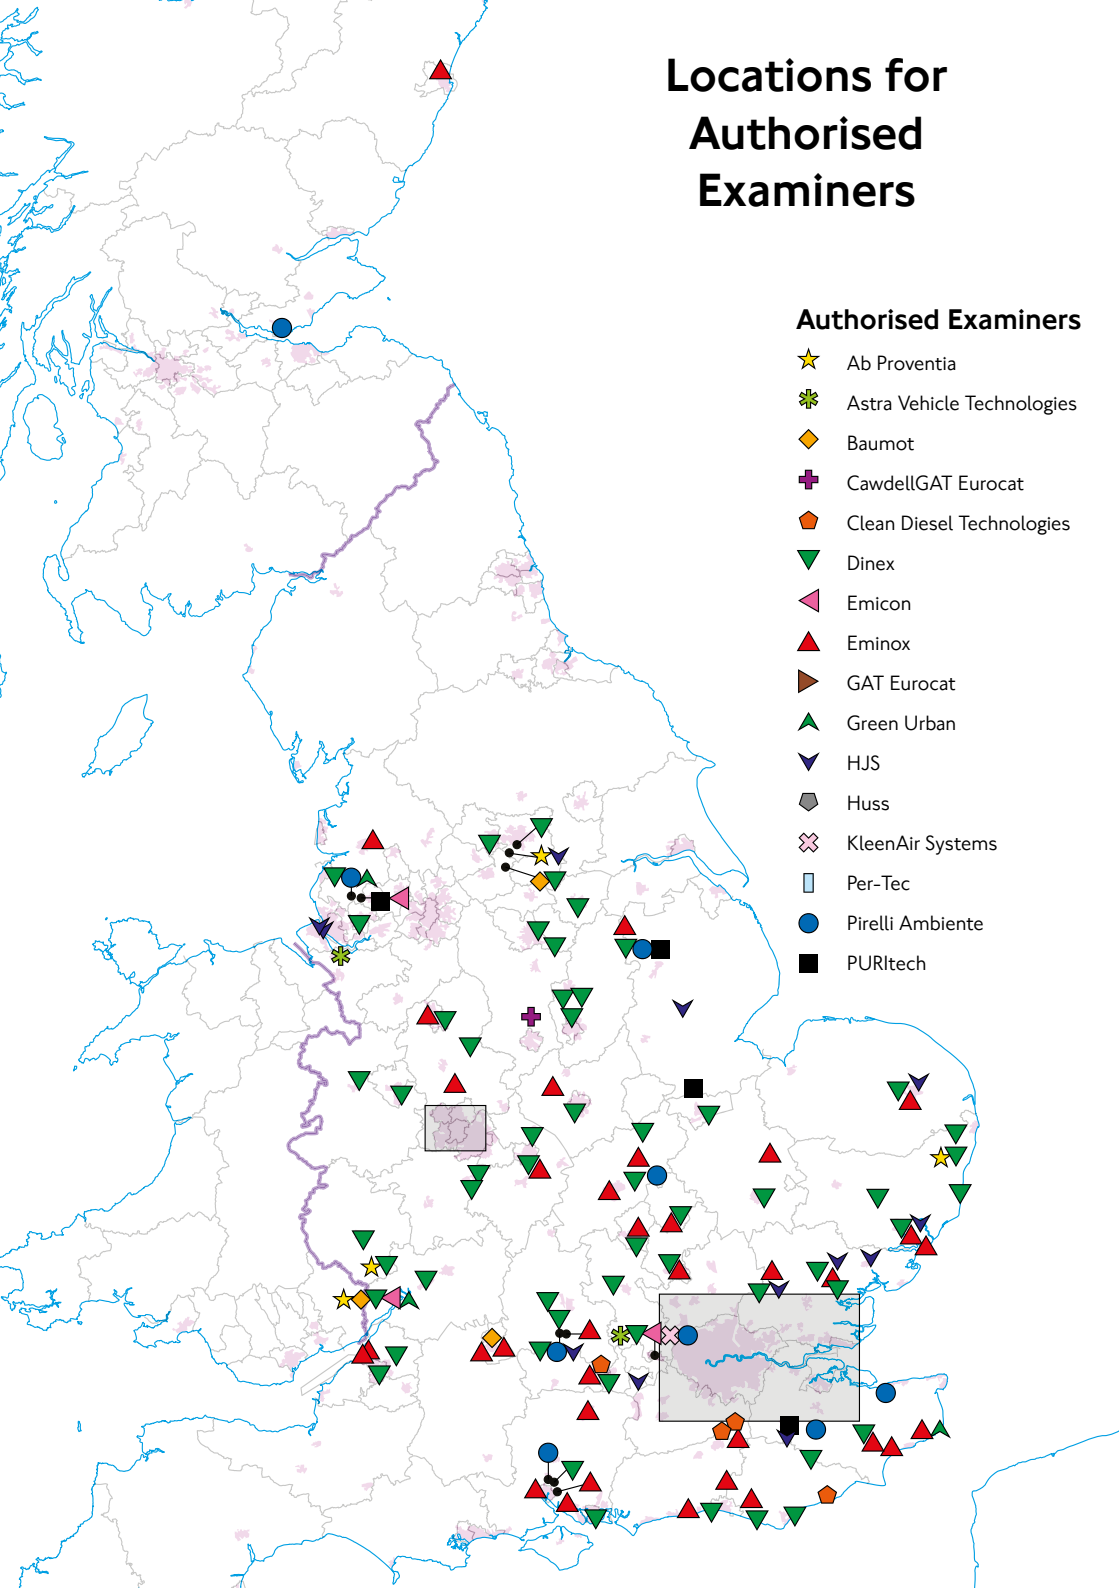 Locations for
Authorised
Examiners
Authorised Examiners
Ab Proventia
Astra Vehicle Technologies
Baumot
CawdellGAT Eurocat
Clean Diesel Technologies
Dinex
Emicon
Eminox
GAT Eurocat
Green Urban
HJS
Huss
KleenAir Systems
Per-Tec
Pirelli Ambiente
PURItech